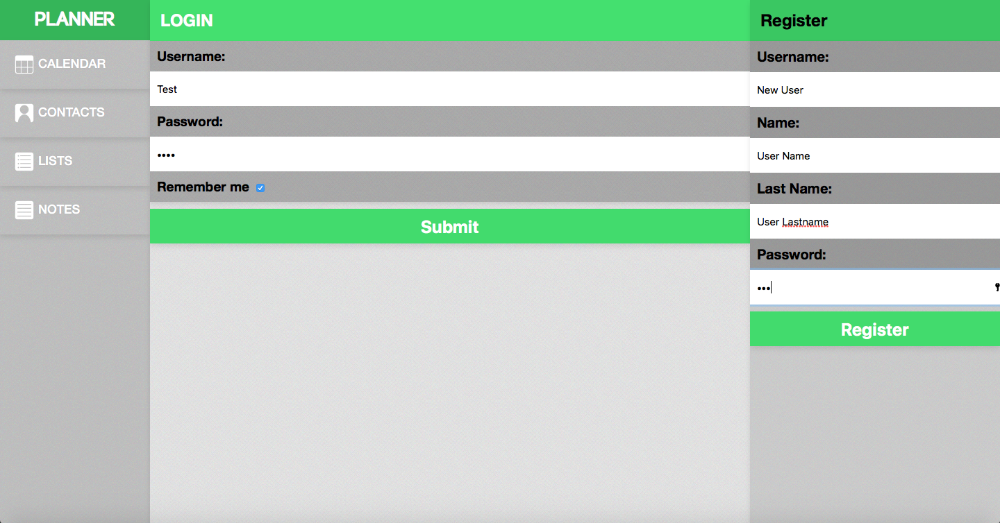 PLANNER
CALENDAR
CONTACTS
LISTS
NOTES
LOGIN
Username:
Test
Password:
••••
Remember me
Submit
Register
Username:
New User
Name:
User Name
Last Name:
User Lastname
Password:
•••
Register